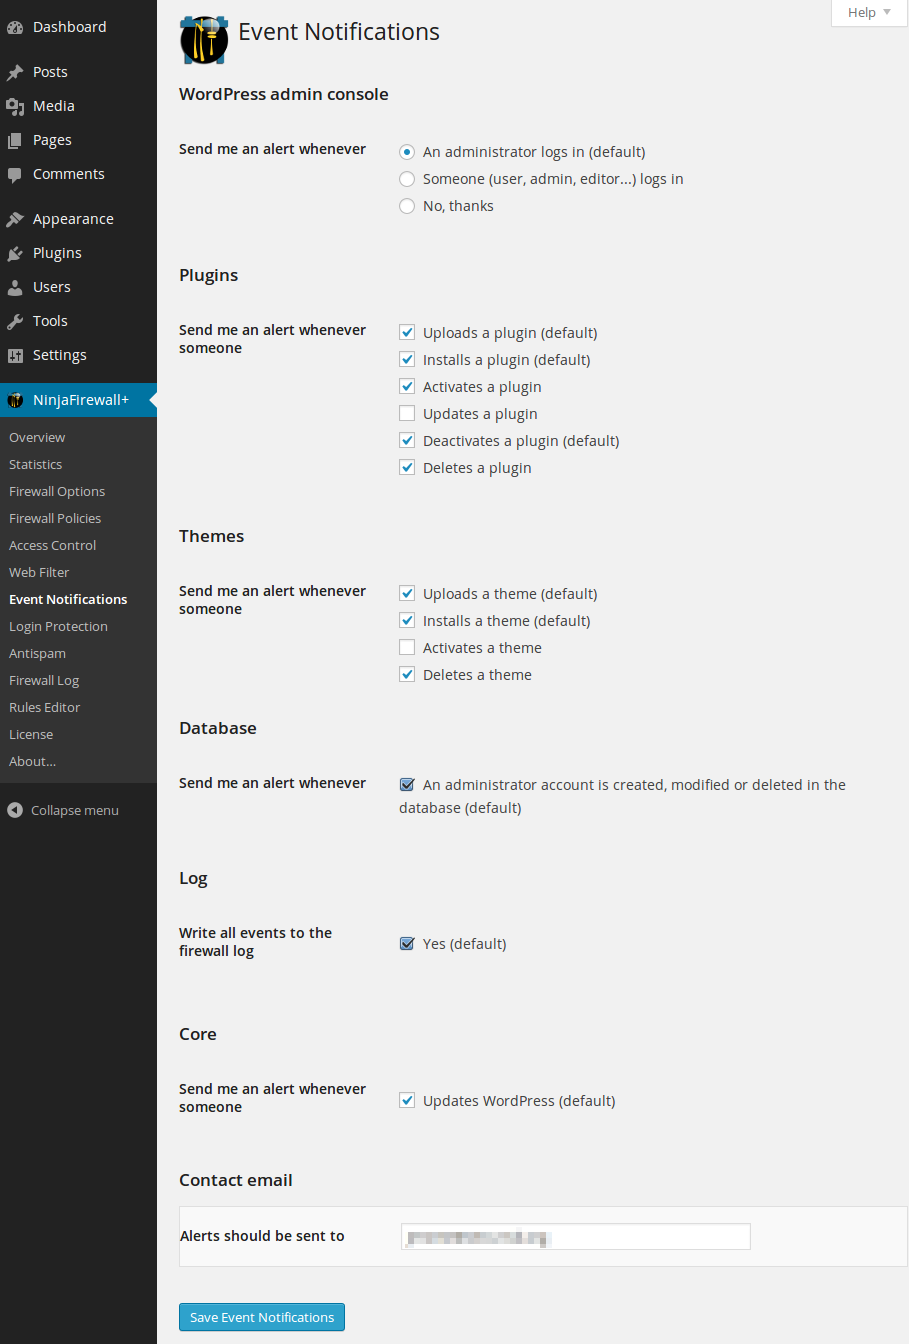 Dashboard
Posts
Media
Pages
Comments
Appearance
Plugins
Users
Tools
Settings
NinjaFirewall+
Overview
Statistics
Firewall Options
Firewall Policies
Access Control
Web Filter
Event Notifications
Login Protection
Antispam
Firewall Log
Rules Editor
License
About...
Collapse menu
Help
Event Notifications
WordPress admin console
Send me an alert whenever
An administrator logs in (default)
Someone (user, admin, editor...) logs in
No, thanks
Plugins
Send me an alert whenever
someone
Uploads a plugin (default)
Installs a plugin (default)
Activates a plugin
Updates a plugin
Deactivates a plugin (default)
Deletes a plugin
Themes
Send me an alert whenever
someone
Uploads a theme (default)
Installs a theme (default)
Activates a theme
Deletes a theme
Database
Send me an alert whenever
An administrator account is created, modified or deleted in the
database (default)
Log
Write all events to the
firewall log
Yes (default)
Core
Send me an alert whenever
someone
Updates WordPress (default)
Contact email
Alerts should be sent to
Save Event Notifications